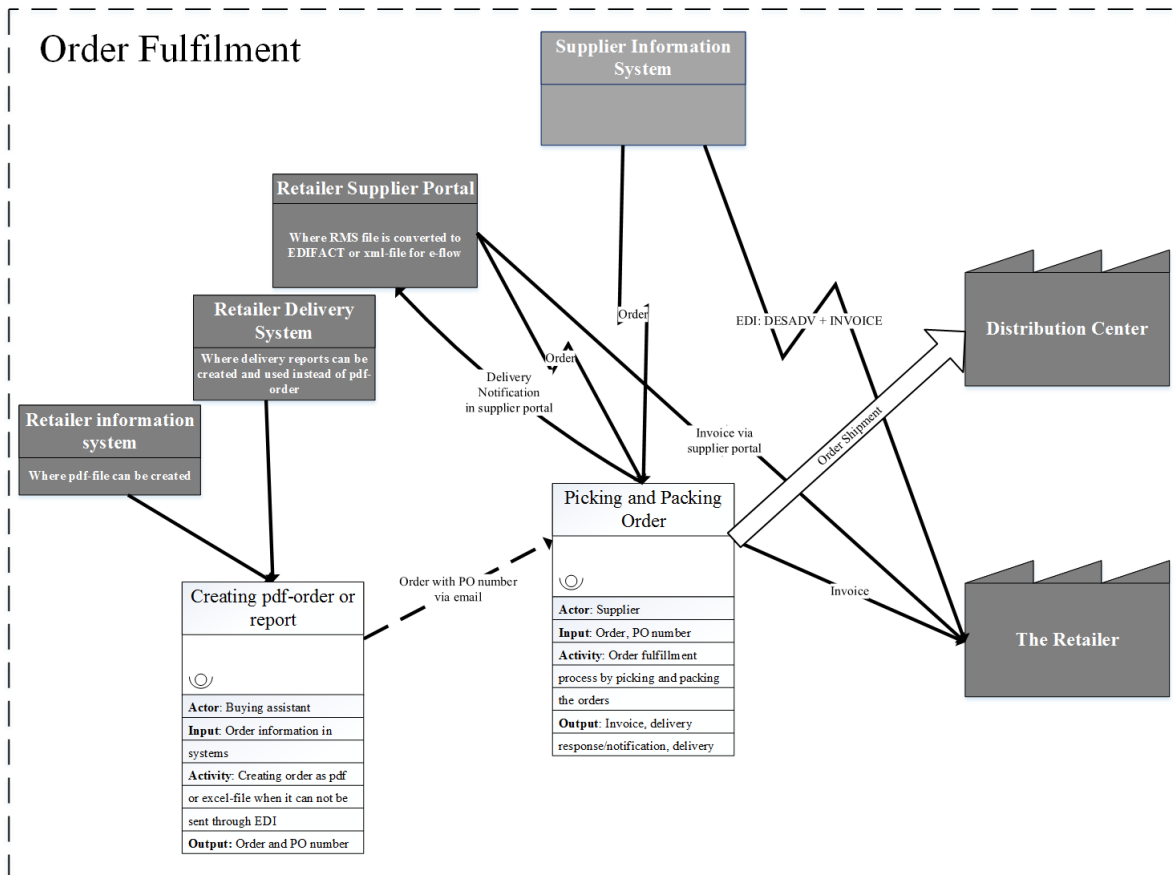 Order Fulfilment
Supplier Information
System
Retailer Supplier Portal
Where RMS file is converted to
EDIFACT or xml-file for e-flow
Retailer Delivery
System
Where delivery reports can be
created and used instead of pdf-
order
Retailer information
system
Where pdf-file can be created
Order
Order
EDI: DESADV + INVOICE
Distribution Center
Delivery
Notification
in supplier portal
Invoice via
supplier portal
Order Shipment
Picking and Packing
Order
Actor: Supplier
Input: Order, PO number
Activity: Order fulfillment
process by picking and packing
the orders
Output: Invoice, delivery
response/notification, delivery
Order with PO number
via email
Invoice
The Retailer
Creating pdf-order or
report
Actor: Buying assistant
Input: Order information in
systems
Activity: Creating order as pdf
or excel-file when it can not be
sent through EDI
Output: Order and PO number